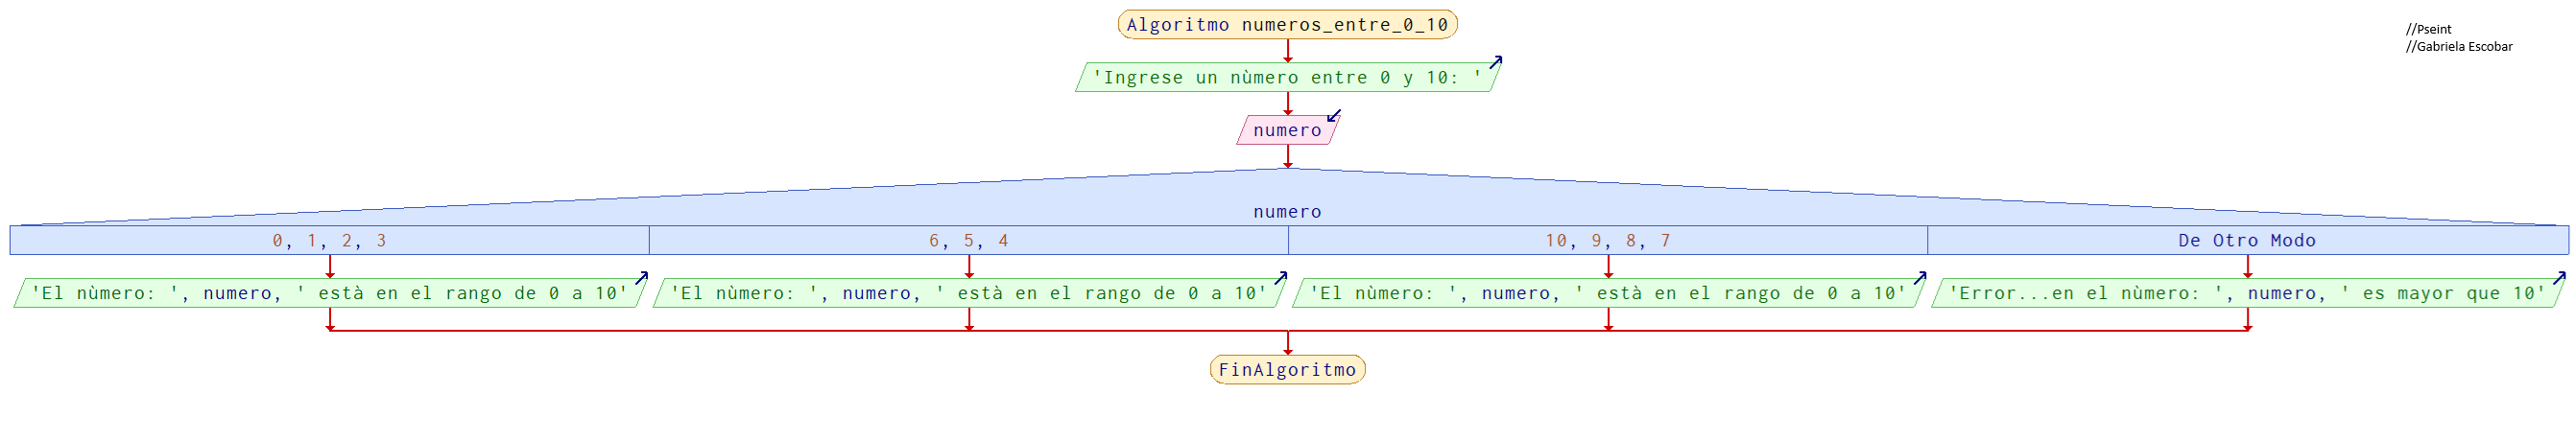 Algoritmo numeros_entre_0_10
//Pseint
//Gabriela Escobar
'Ingrese un nùmero entre 0 y 10: '
numero
numero
0, 1, 2, 3
6, 5, 4
10, 9, 8, 7
De Otro Modo
'El nùmero: ', numero, ' està en el rango de 0 a 10'
'El nùmero: ', numero, ' està en el rango de 0 a 10'
'El nùmero: ', numero, ' està en el rango de 0 a 10'
'Error...en el nùmero: ', numero, ' es mayor que 10'
FinAlgoritmo